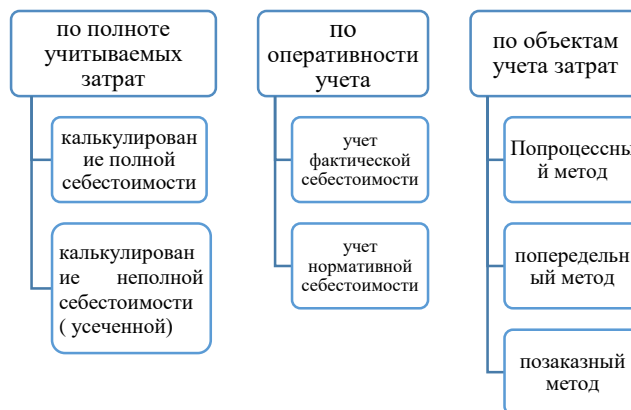 по полноте
учитываемых
затрат
калькулирован
ие полной
себестоимости
калькулирован
ие неполной
себестоимости
( усеченной)
по
оперативности
учета
учет
фактической
себестоимости
учет
нормативной
себестоимости
по объектам
учета затрат
Попроцессны
й метод
попередельн
ый метод
позаказный
метод